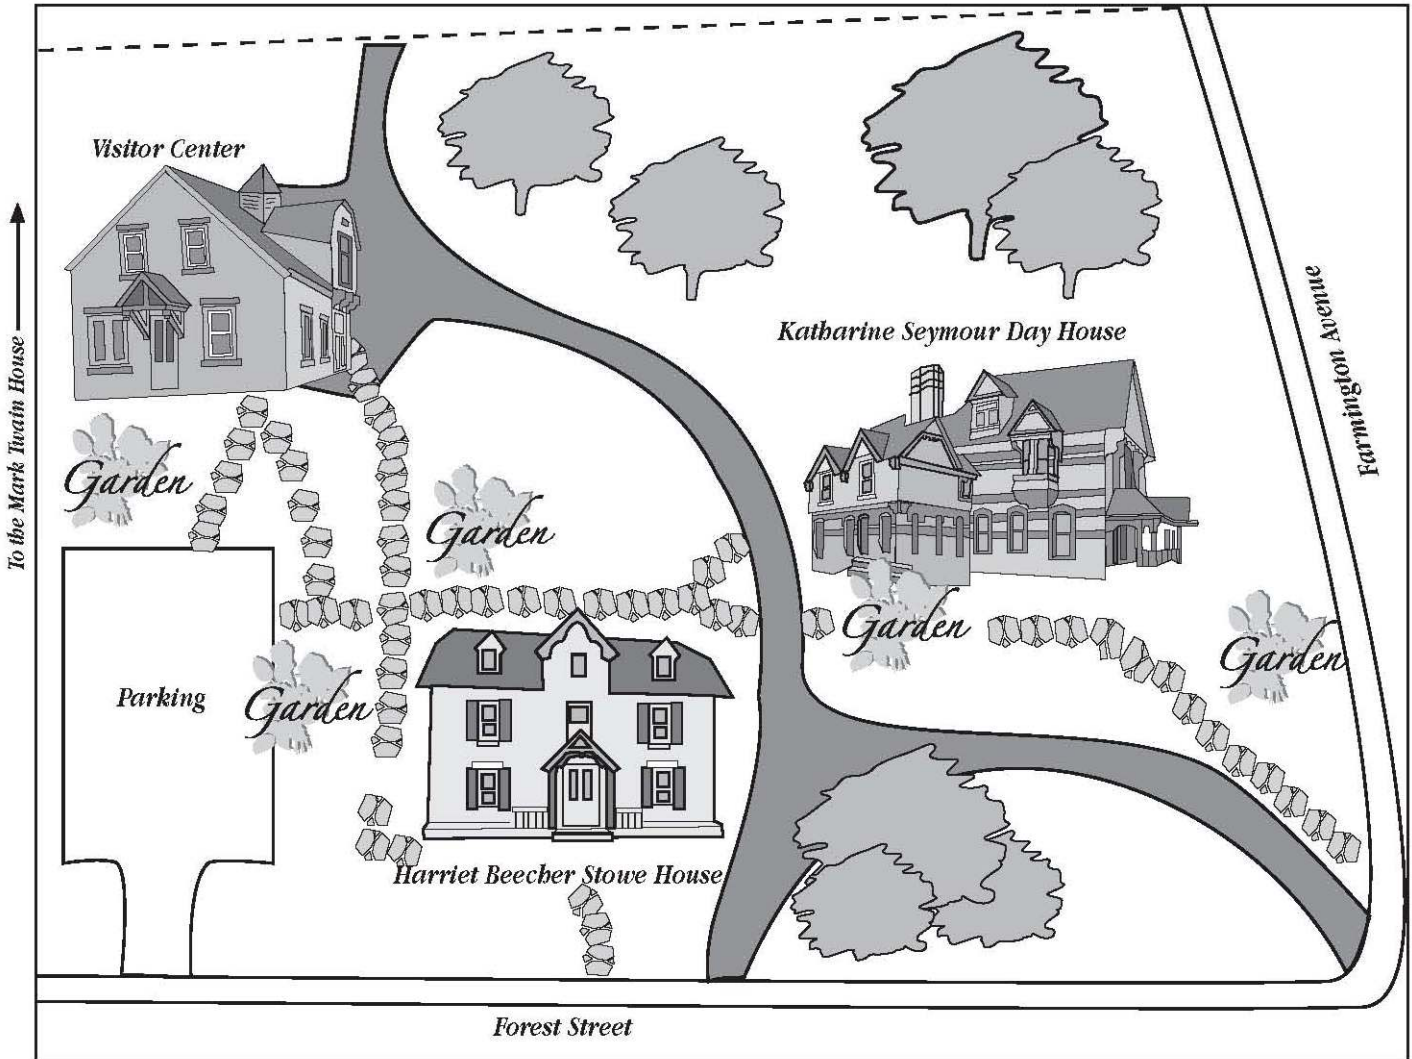 Visitor Center
To the Mark Twain House
Katharine Seymour Day House
Farmington Avenue
Garden
Garden
Garden
Garden
Garden
Parking
Harriet Beecher Stowe House
Forest Street